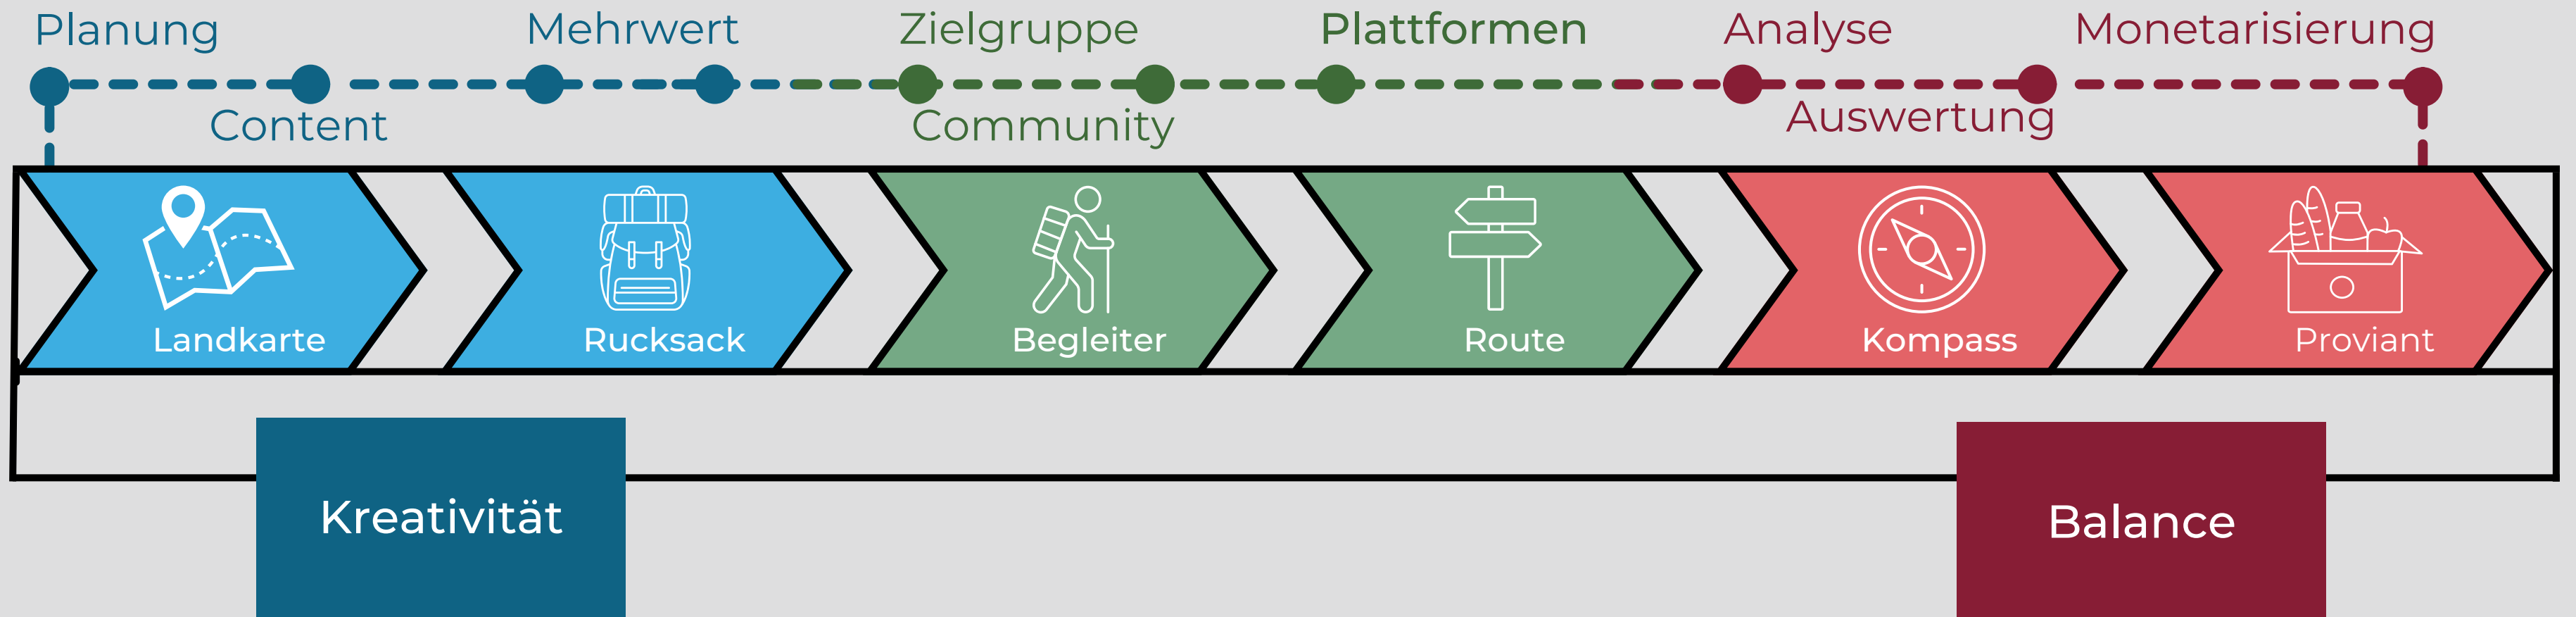 Planung
Mehrwert
Zielgruppe
Plattformen
Analyse
Monetarisierung
Content
Community
Auswertung
Landkarte
Rucksack
Begleiter
Route
Kompass
Proviant
Kreativität
Balance